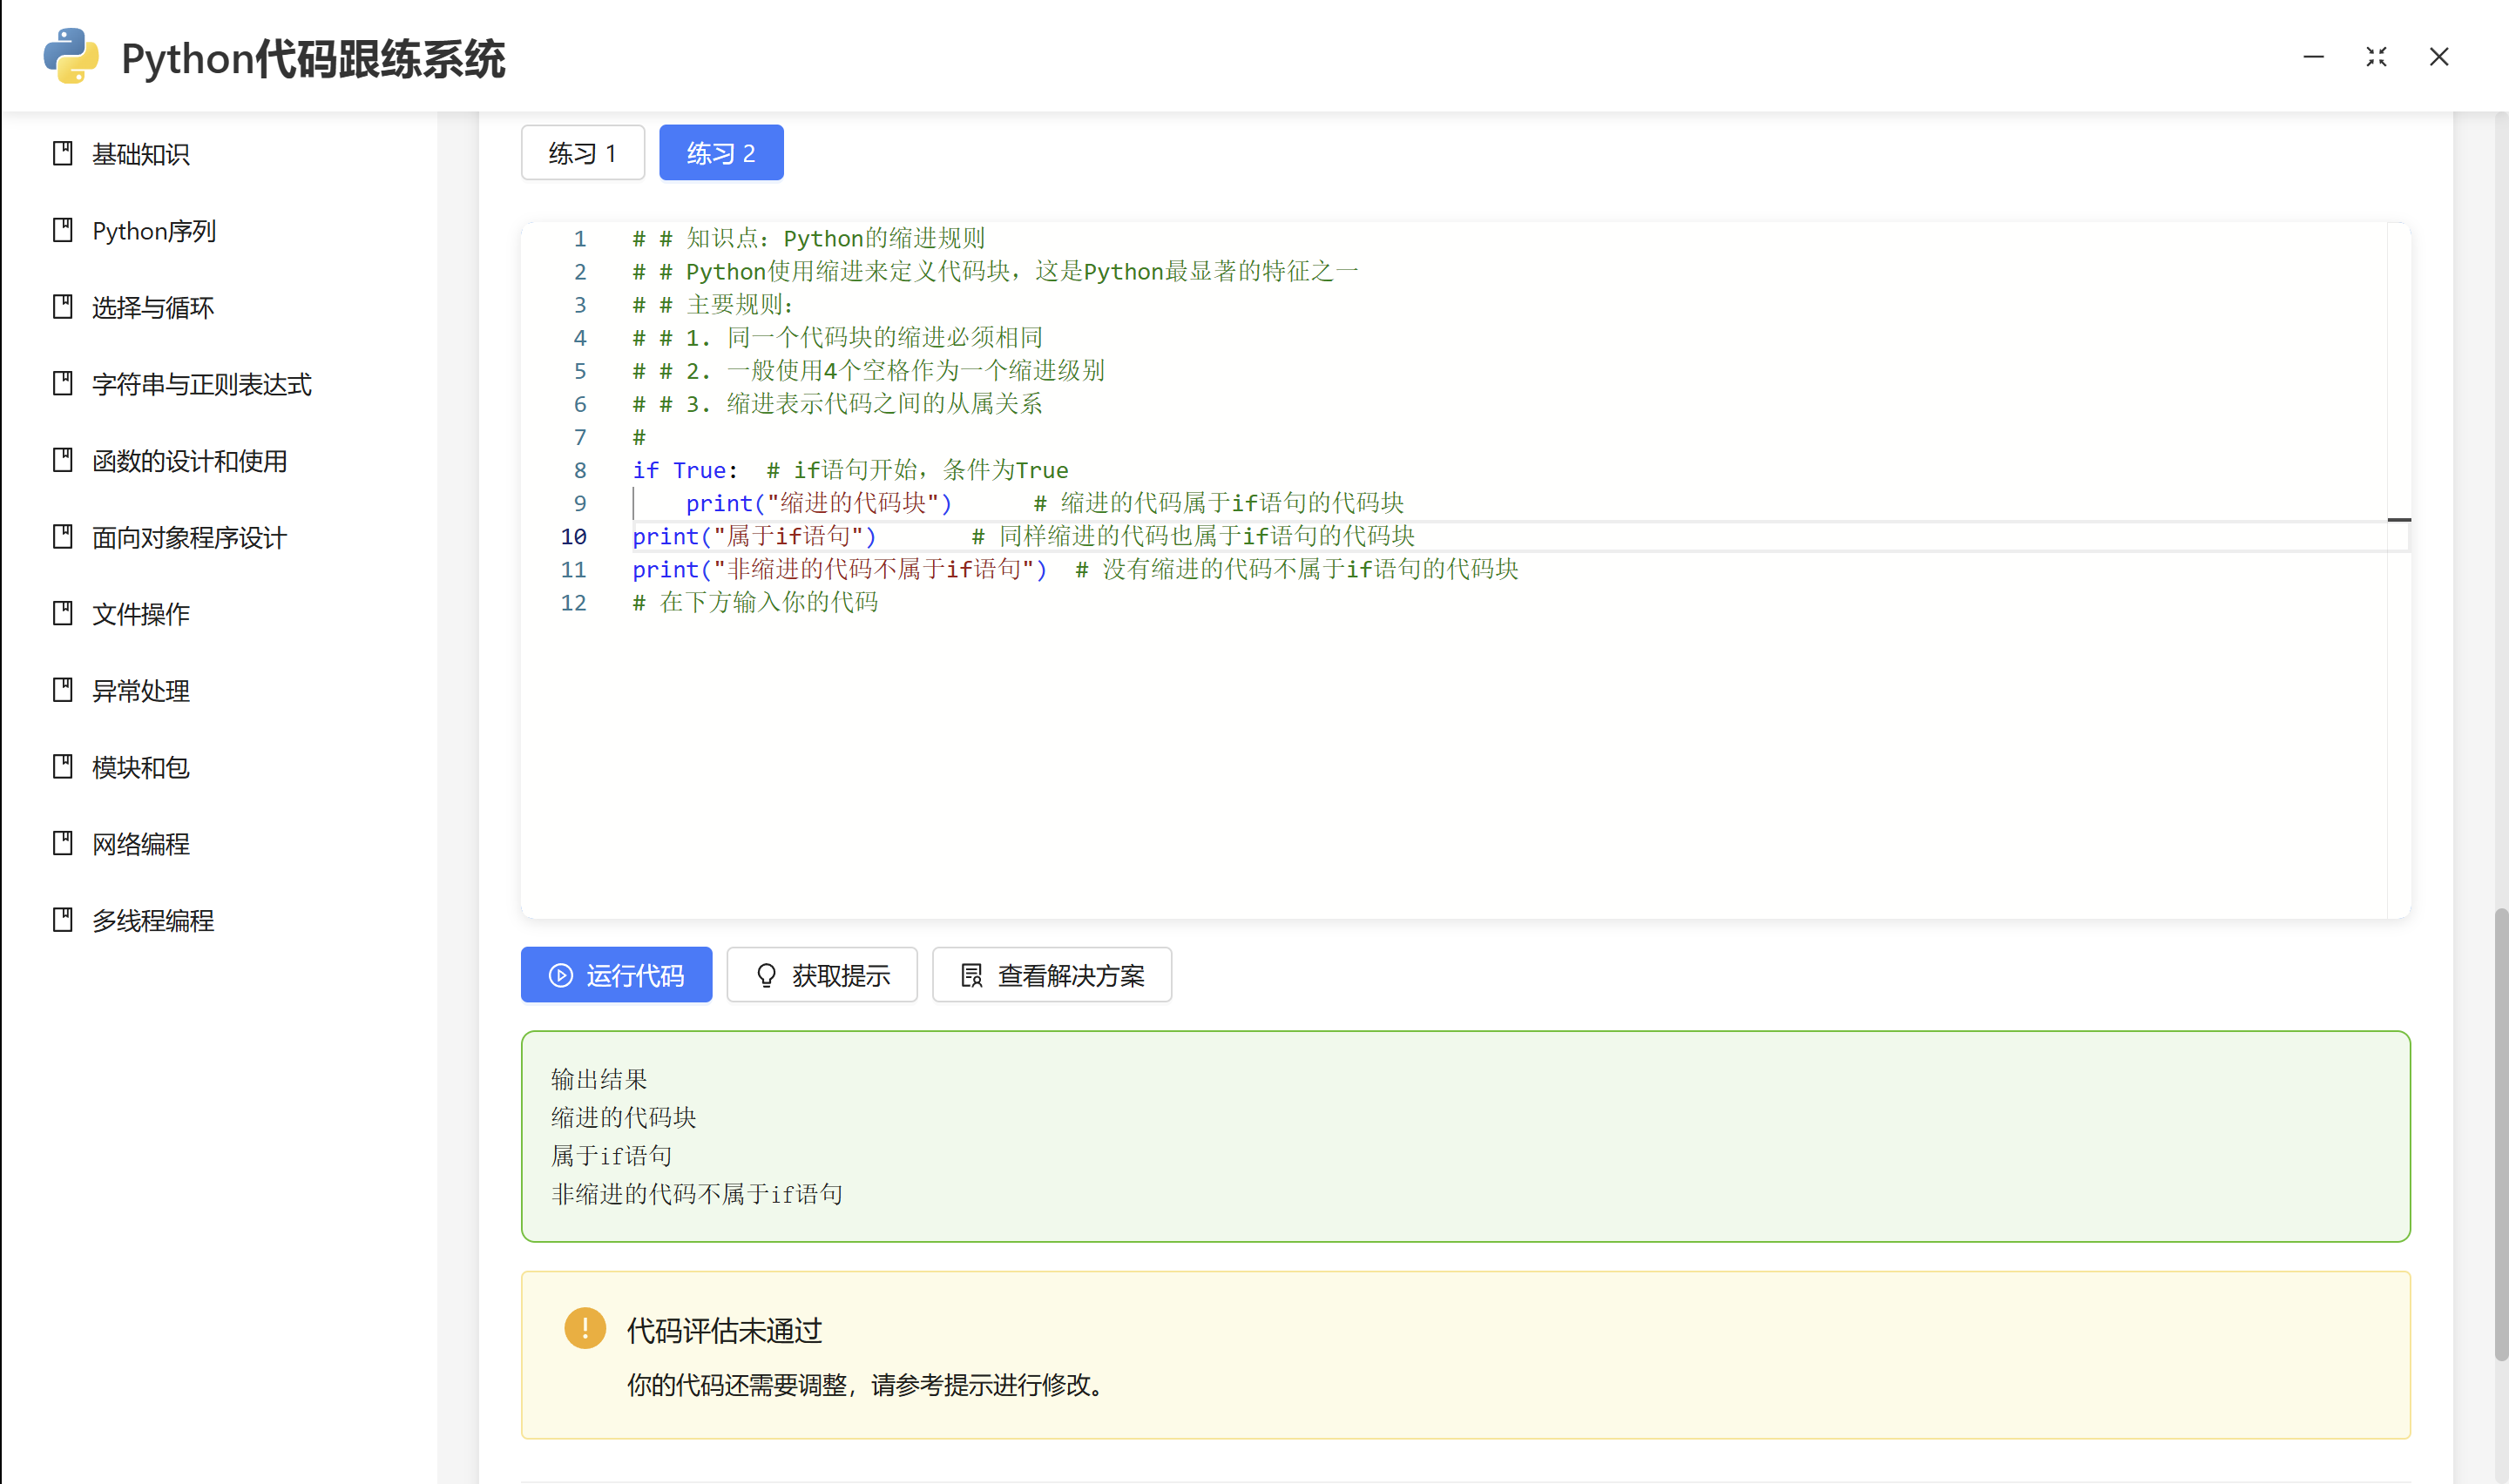 Python代码跟练系统
基础知识
Python序列
选择与循环
字符串与正则表达式
函数的设计和使用
面向对象程序设计
文件操作
异常处理
模块和包
网络编程
多线程编程
练习 1
练习 2
1 # # 知识点：Python的缩进规则
2 # # Python使用缩进来定义代码块，这是Python最显著的特征之一
3 # # 主要规则：
4 # # 1. 同一个代码块的缩进必须相同
5 # # 2. 一般使用4个空格作为一个缩进级别
6 # # 3. 缩进表示代码之间的从属关系
7 #
8 if True:  # if语句开始，条件为True
9     print("缩进的代码块")      # 缩进的代码属于if语句的代码块
10 print("属于if语句")       # 同样缩进的代码也属于if语句的代码块
11 print("非缩进的代码不属于if语句")  # 没有缩进的代码不属于if语句的代码块
12 # 在下方输入你的代码
运行代码
获取提示
查看解决方案
输出结果
缩进的代码块
属于if语句
非缩进的代码不属于if语句
代码评估未通过
你的代码还需要调整，请参考提示进行修改。